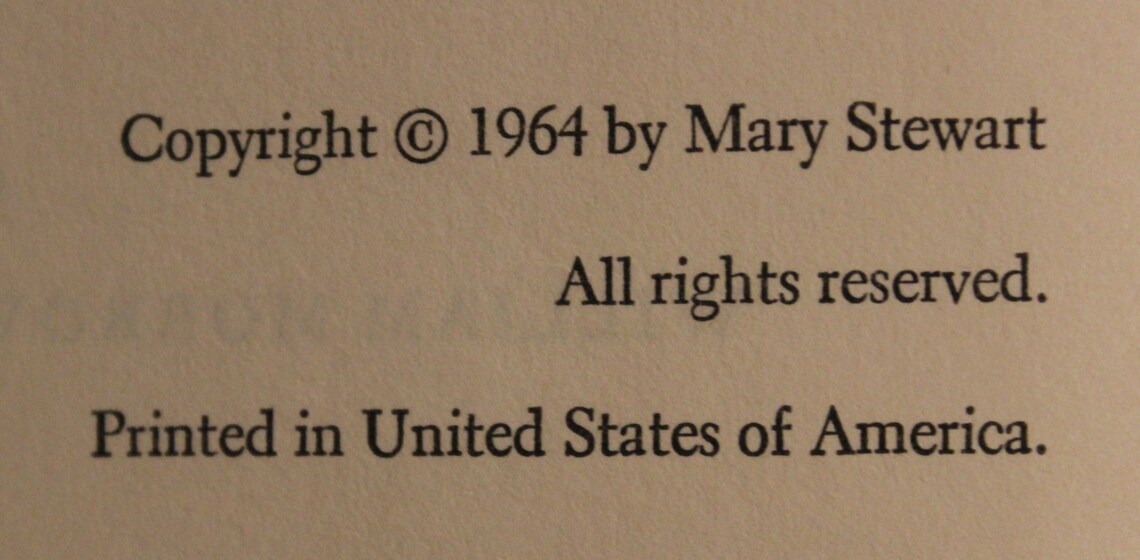 Copyright © 1964 by Mary Stewart
All rights reserved.
Printed in United States of America.